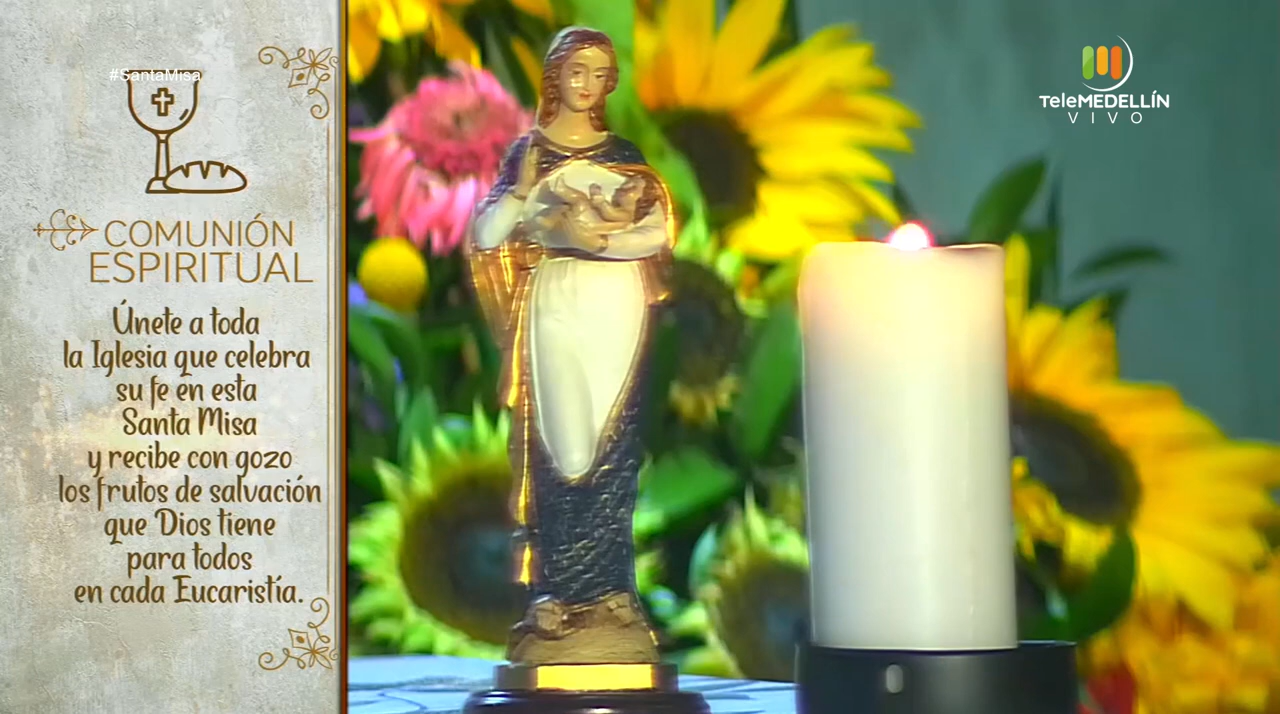 #SantaMisa
COMUNIÓN
ESPIRITUAL
Únete a toda
la Iglesia que celebra
su fe en esta
Santa Misa
y recibe con gozo
los frutos de salvación
que Dios tiene
para todos
en cada Eucaristía.
TeleMEDELLÍN
VIVO